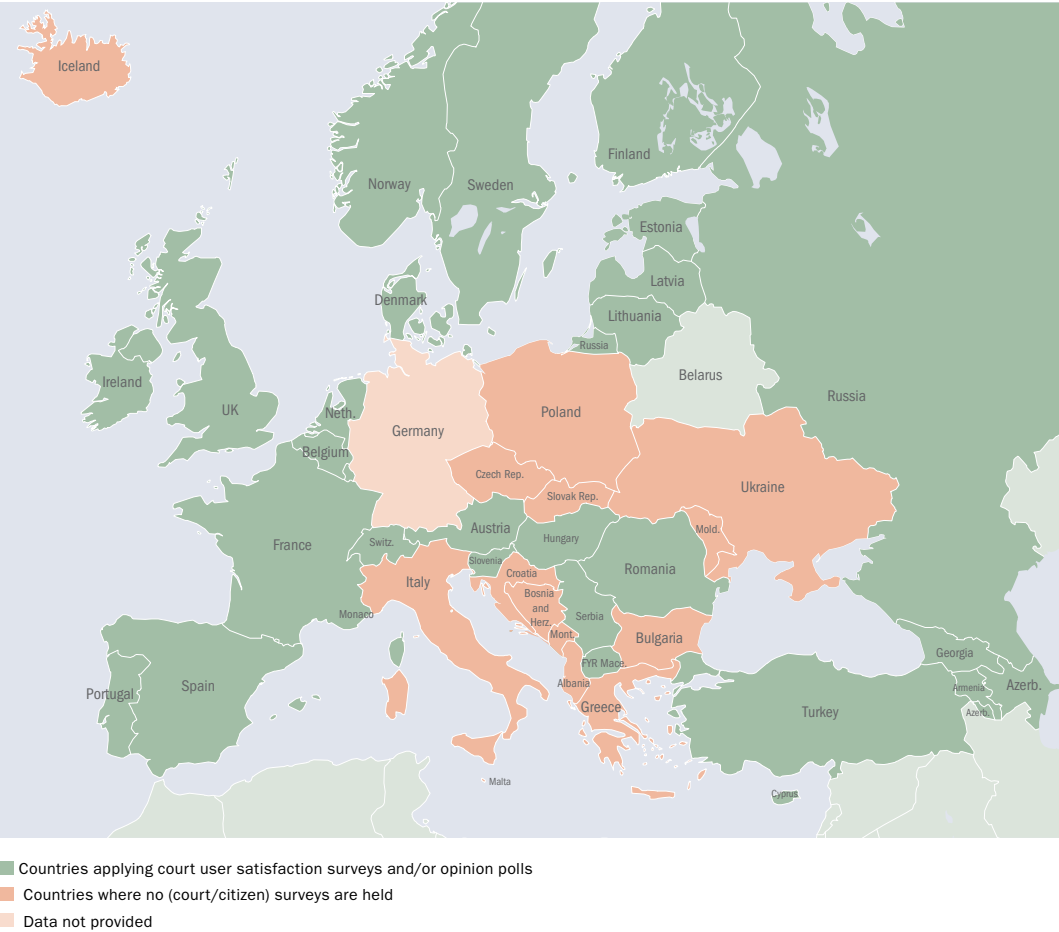 Iceland
Finland
Norway
Sweden
Estonia
Latvia
Denmark
Lithuania
Russia
Belarus
Ireland
Russia
UK
Neth.
Poland
Germany
Belgium
Czech Rep.
Ukraine
Slovak Rep.
Austria
Mold.
France
Switz.
Hungary
Slovenia
Romania
Croatia
Italy
Bosnia
and
Herz.
Monaco
Serbia
Mont.
Bulgaria
Georgia
FYR Mace.
Portugal
Spain
Albania
Armenia
Azerb.
Greece
Turkey
Azerb.
Malta
Cyprus
Countries applying court user satisfaction surveys and/or opinion polls
Countries where no (court/citizen) surveys are held
Data not provided